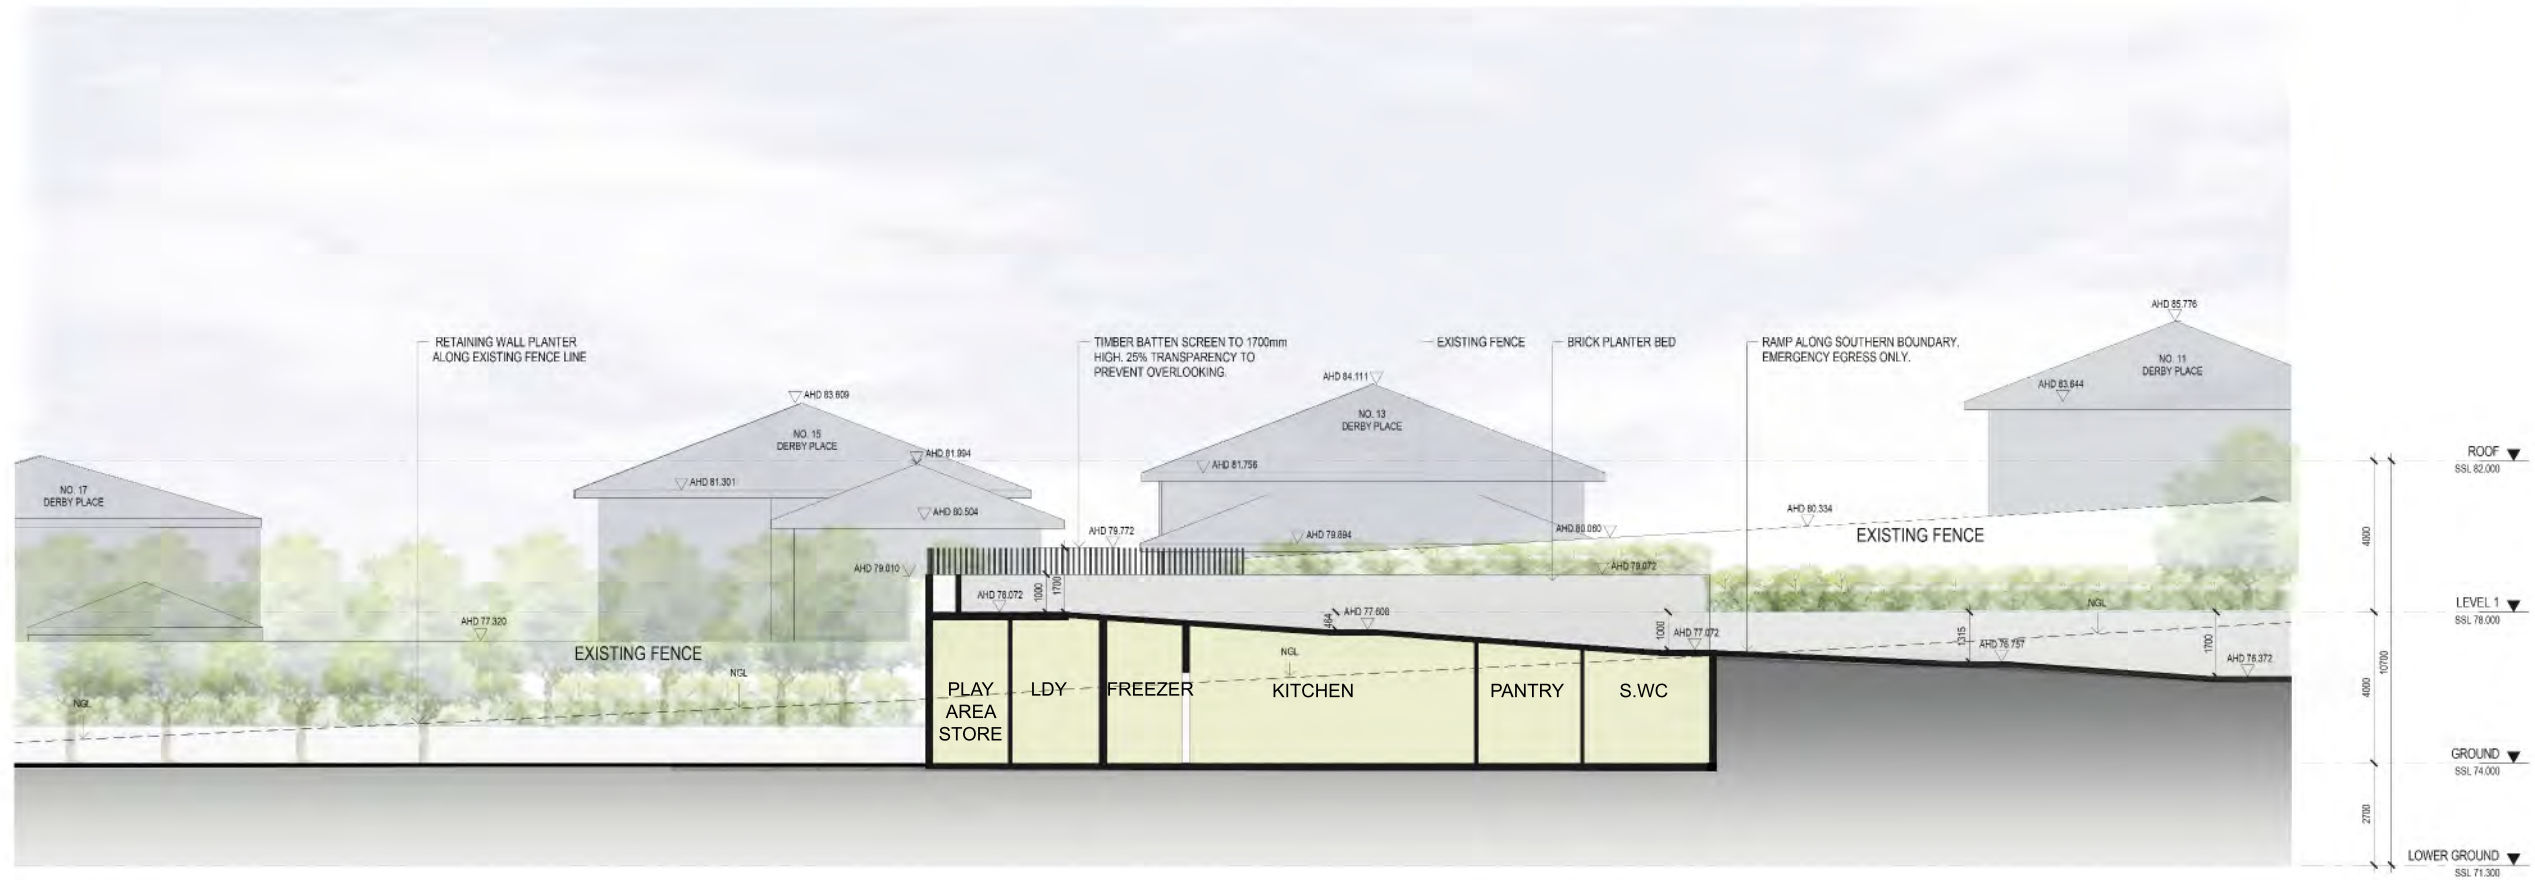 AHD 85.776
NO. 11
DERBY PLACE
AHD 83.644
RETAINING WALL PLANTER
ALONG EXISTING FENCE LINE
TIMBER BATTEN SCREEN TO 1700mm
HIGH. 25% TRANSPARENCY TO
PREVENT OVERLOOKING.
EXISTING FENCE
BRICK PLANTER BED
RAMP ALONG SOUTHERN BOUNDARY.
EMERGENCY EGRESS ONLY.
AHD 84.111
NO. 13
DERBY PLACE
AHD 81.756
AHD 83.609
NO. 15
DERBY PLACE
AHD 81.994
AHD 81.301
AHD 80.504
NO. 17
DERBY PLACE
ROOF
SSL 82.000
AHD 80.334
EXISTING FENCE
AHD 80.060
AHD 79.894
AHD 79.772
AHD 79.010
AHD 79.072
1000
1700
AHD 78.072
4000
LEVEL 1
SSL 78.000
NGL
AHD 77.320
EXISTING FENCE
464
AHD 77.608
1000
AHD 77.072
1315
AHD 76.757
1700
AHD 76.372
NGL
NGL
NGL
PLAY
AREA
STORE
LDY
FREEZER
KITCHEN
PANTRY
S.WC
4000
10700
GROUND
SSL 74.000
2700
LOWER GROUND
SSL 71.300